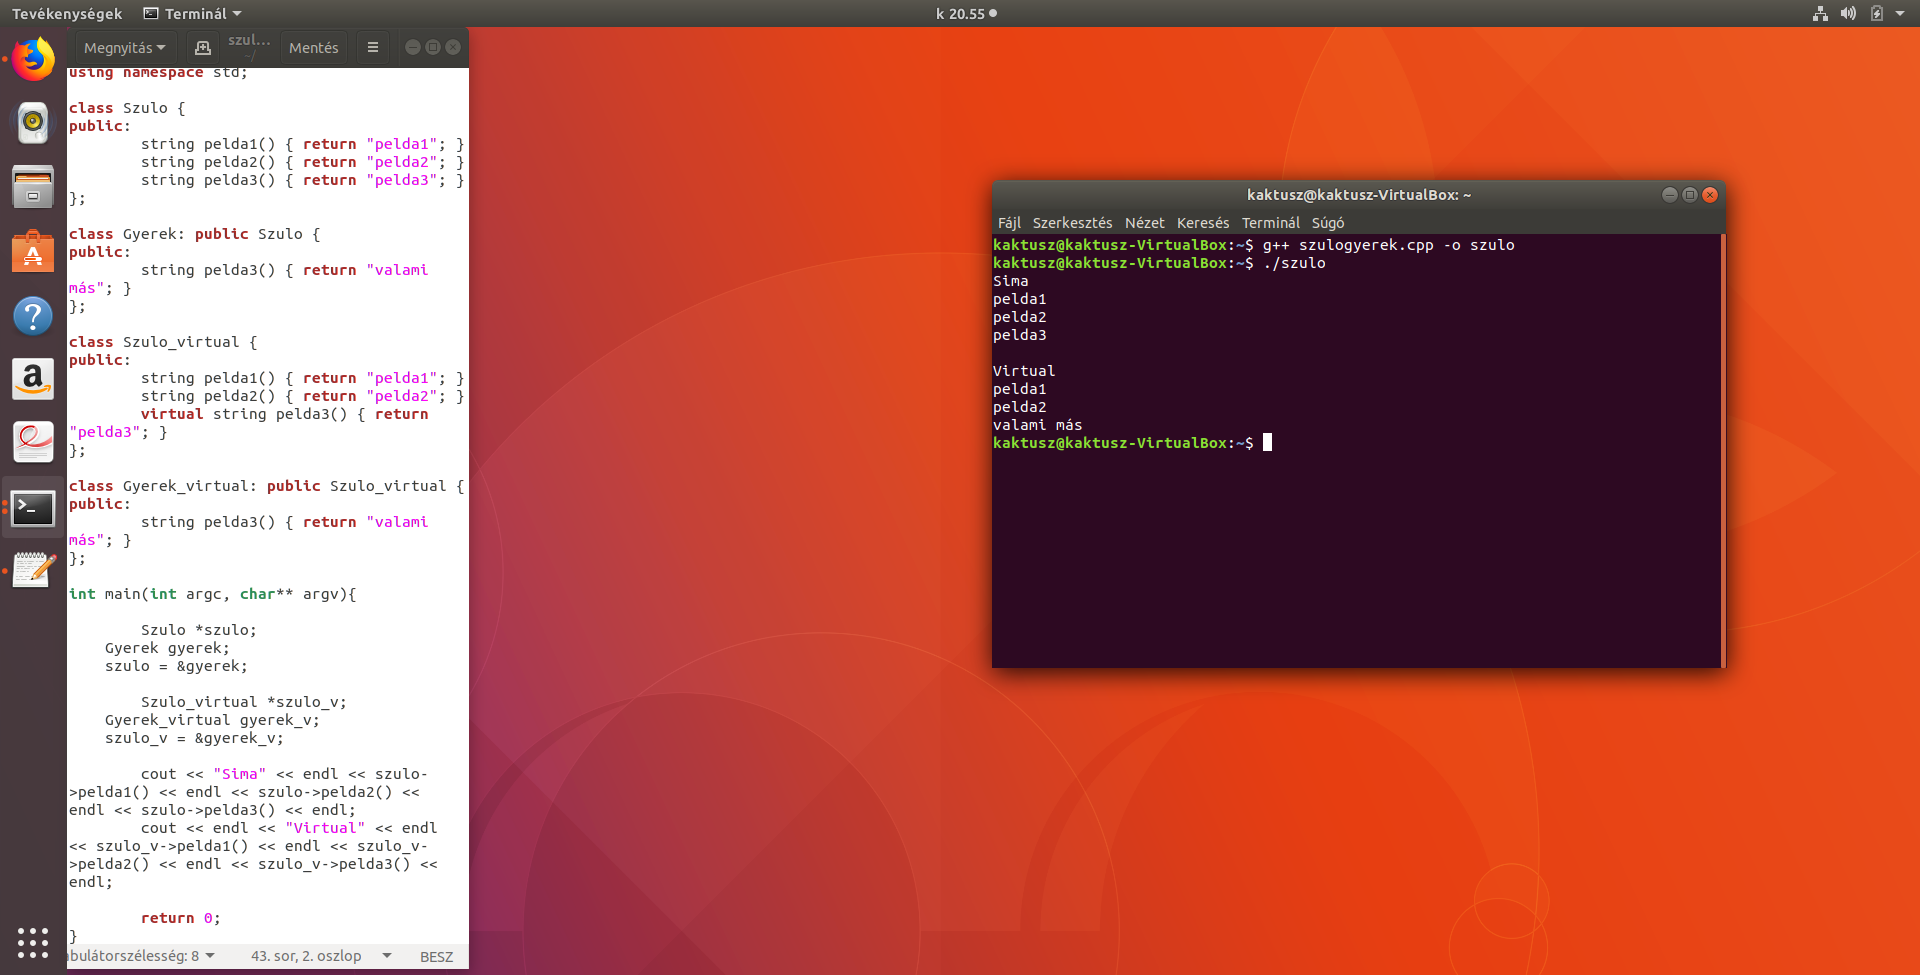 Tevékenységek Terminál k 20.55
Megnyitás szul... Mentés
~/
using namespace std;
class Szulo {
public:
string pelda1() { return "pelda1"; }
string pelda2() { return "pelda2"; }
string pelda3() { return "pelda3"; }
};
class Gyerek: public Szulo {
public:
string pelda3() { return "valami
más"; }
};
class Szulo_virtual {
public:
string pelda1() { return "pelda1"; }
string pelda2() { return "pelda2"; }
virtual string pelda3() { return
"pelda3"; }
};
class Gyerek_virtual: public Szulo_virtual {
public:
string pelda3() { return "valami
más"; }
};
int main(int argc, char** argv){
Szulo *szulo;
Gyerek gyerek;
szulo = &gyerek;
Szulo_virtual *szulo_v;
Gyerek_virtual gyerek_v;
szulo_v = &gyerek_v;
cout << "Sima" << endl << szulo-
>pelda1() << endl << szulo->pelda2() <<
endl << szulo->pelda3() << endl;
cout << endl << "Virtual" << endl
<< szulo_v->pelda1() << endl << szulo_v-
>pelda2() << endl << szulo_v->pelda3() <<
endl;
return 0;
}
bulátorszélesség: 8 43. sor, 2. oszlop BESZ
kaktusz@kaktusz-VirtualBox: ~
Fájl Szerkesztés Nézet Keresés Terminál Súgó
kaktusz@kaktusz-VirtualBox:~$ g++ szulogyerek.cpp -o szulo
kaktusz@kaktusz-VirtualBox:~$ ./szulo
Sima
pelda1
pelda2
pelda3
Virtual
pelda1
pelda2
valami más
kaktusz@kaktusz-VirtualBox:~$